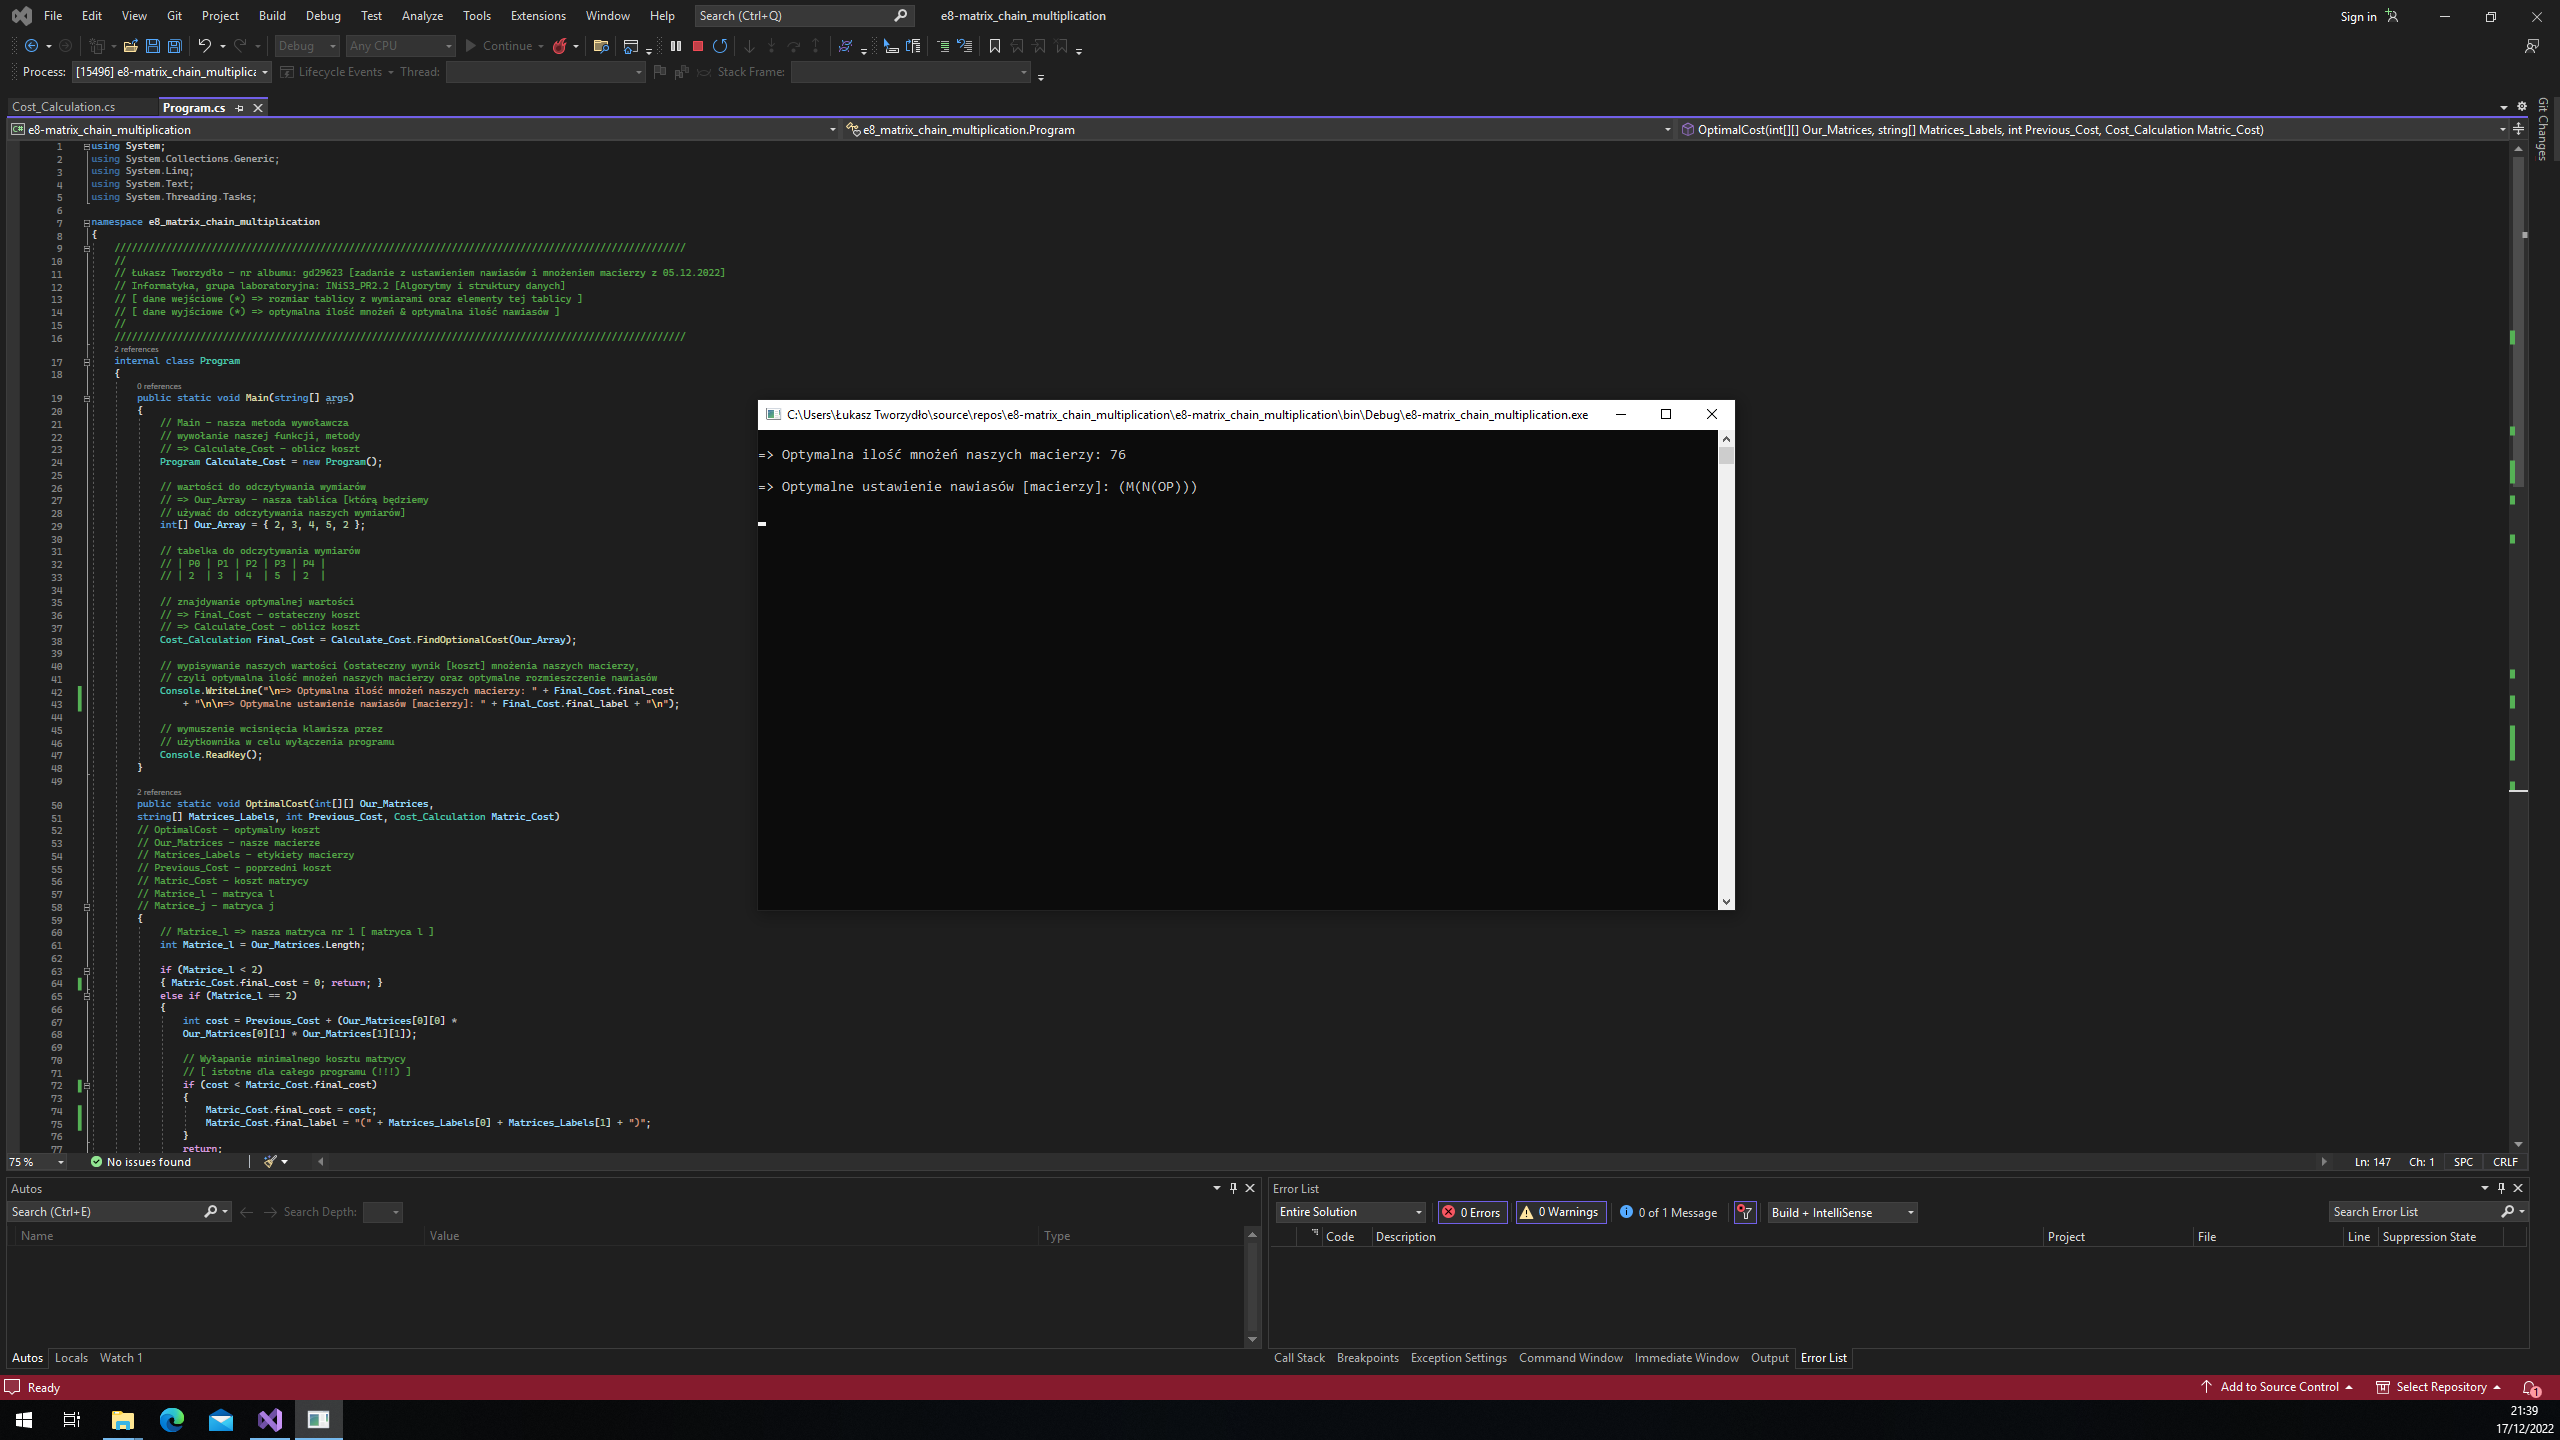 File Edit View Git Project Build Debug Test Analyze Tools Extensions Window Help Search (Ctrl+Q) e8-matrix_chain_multiplication Sign in
Debug Any CPU Continue
Process: [15496] e8-matrix_chain_multiplica Lifecycle Events Thread: Stack Frame:
Cost_Calculation.cs Program.cs
e8-matrix_chain_multiplication e8_matrix_chain_multiplication.Program OptimalCost(int[][] Our_Matrices, string[] Matrices_Labels, int Previous_Cost, Cost_Calculation Matric_Cost)
Git Changes
1 using System;
2 using System.Collections.Generic;
3 using System.Linq;
4 using System.Text;
5 using System.Threading.Tasks;
6
7 namespace e8_matrix_chain_multiplication
8 {
9 ////////////////////////////////////////////////////////////////////////////////////////////////////
10 //
11 // Łukasz Tworzydło - nr albumu: gd29623 [zadanie z ustawieniem nawiasów i mnożeniem macierzy z 05.12.2022]
12 // Informatyka, grupa laboratoryjna: INiS3_PR2.2 [Algorytmy i struktury danych]
13 // [ dane wejściowe (*) => rozmiar tablicy z wymiarami oraz elementy tej tablicy ]
14 // [ dane wyjściowe (*) => optymalna ilość mnożeń & optymalna ilość nawiasów ]
15 //
16 ////////////////////////////////////////////////////////////////////////////////////////////////////
2 references
17 internal class Program
18 {
0 references
19 public static void Main(string[] args)
20 {
21 // Main - nasza metoda wywoławcza
22 // wywołanie naszej funkcji, metody
23 // => Calculate_Cost - oblicz koszt
24 Program Calculate_Cost = new Program();
25
26 // wartości do odczytywania wymiarów
27 // => Our_Array - nasza tablica [którą będziemy
28 // używać do odczytywania naszych wymiarów]
29 int[] Our_Array = { 2, 3, 4, 5, 2 };
30
31 // tabelka do odczytywania wymiarów
32 // | P0 | P1 | P2 | P3 | P4 |
33 // | 2 | 3 | 4 | 5 | 2 |
34
35 // znajdywanie optymalnej wartości
36 // => Final_Cost - ostateczny koszt
37 // => Calculate_Cost - oblicz koszt
38 Cost_Calculation Final_Cost = Calculate_Cost.FindOptionalCost(Our_Array);
39
40 // wypisywanie naszych wartości (ostateczny wynik [koszt] mnożenia naszych macierzy,
41 // czyli optymalna ilość mnożeń naszych macierzy oraz optymalne rozmieszczenie nawiasów
42 Console.WriteLine("\n=> Optymalna ilość mnożeń naszych macierzy: " + Final_Cost.final_cost
43 + "\n\n=> Optymalne ustawienie nawiasów [macierzy]: " + Final_Cost.final_label + "\n");
44
45 // wymuszenie wcisnięcia klawisza przez
46 // użytkownika w celu wyłączenia programu
47 Console.ReadKey();
48 }
49
2 references
50 public static void OptimalCost(int[][] Our_Matrices,
51 string[] Matrices_Labels, int Previous_Cost, Cost_Calculation Matric_Cost)
52 // OptimalCost - optymalny koszt
53 // Our_Matrices - nasze macierze
54 // Matrices_Labels - etykiety macierzy
55 // Previous_Cost - poprzedni koszt
56 // Matric_Cost - koszt matrycy
57 // Matrice_l - matryca l
58 // Matrice_j - matryca j
59 {
60 // Matrice_l => nasza matryca nr 1 [ matryca l ]
61 int Matrice_l = Our_Matrices.Length;
62
63 if (Matrice_l < 2)
64 { Matric_Cost.final_cost = 0; return; }
65 else if (Matrice_l == 2)
66 {
67 int cost = Previous_Cost + (Our_Matrices[0][0] *
68 Our_Matrices[0][1] * Our_Matrices[1][1]);
69
70 // Wyłapanie minimalnego kosztu matrycy
71 // [ istotne dla całego programu (!!!) ]
72 if (cost < Matric_Cost.final_cost)
73 {
74 Matric_Cost.final_cost = cost;
75 Matric_Cost.final_label = "(" + Matrices_Labels[0] + Matrices_Labels[1] + ")";
76 }
77 return;
C:\Users\Łukasz Tworzydło\source\repos\e8-matrix_chain_multiplication\e8-matrix_chain_multiplication\bin\Debug\e8-matrix_chain_multiplication.exe
=> Optymalna ilość mnożeń naszych macierzy: 76
=> Optymalne ustawienie nawiasów [macierzy]: (M(N(OP)))
75 % No issues found Ln: 147 Ch: 1 SPC CRLF
Autos
Search (Ctrl+E) Search Depth:
Name Value Type
Autos Locals Watch 1
Error List
Entire Solution 0 Errors 0 Warnings 0 of 1 Message Build + IntelliSense Search Error List
Code Description Project File Line Suppression State
Call Stack Breakpoints Exception Settings Command Window Immediate Window Output Error List
Ready Add to Source Control Select Repository 1
21:39
17/12/2022